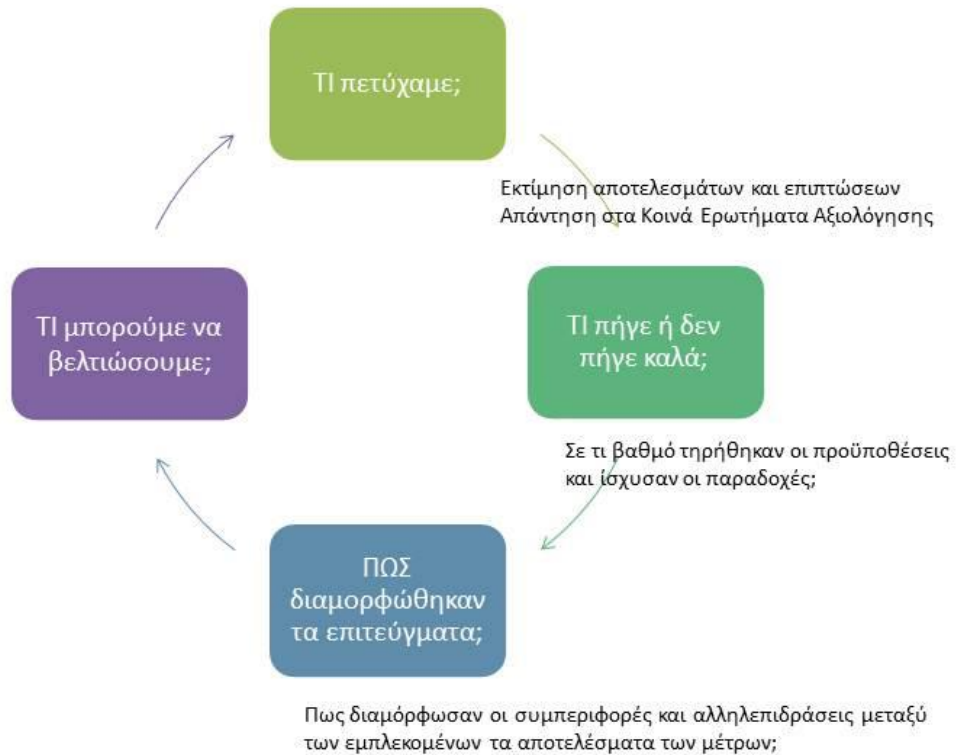 ΤΙ πετύχαμε;
Εκτίμηση αποτελεσμάτων και επιπτώσεων
Απάντηση στα Κοινά Ερωτήματα Αξιολόγησης
ΤΙ μπορούμε να
βελτιώσουμε;
ΤΙ πήγε ή δεν
πήγε καλά;
Σε τι βαθμό τηρήθηκαν οι προϋποθέσεις
και ίσχυσαν οι παραδοχές;
ΠΩΣ
διαμορφώθηκαν
τα επιτεύγματα;
Πως διαμόρφωσαν οι συμπεριφορές και αλληλεπιδράσεις μεταξύ
των εμπλεκομένων τα αποτελέσματα των μέτρων;